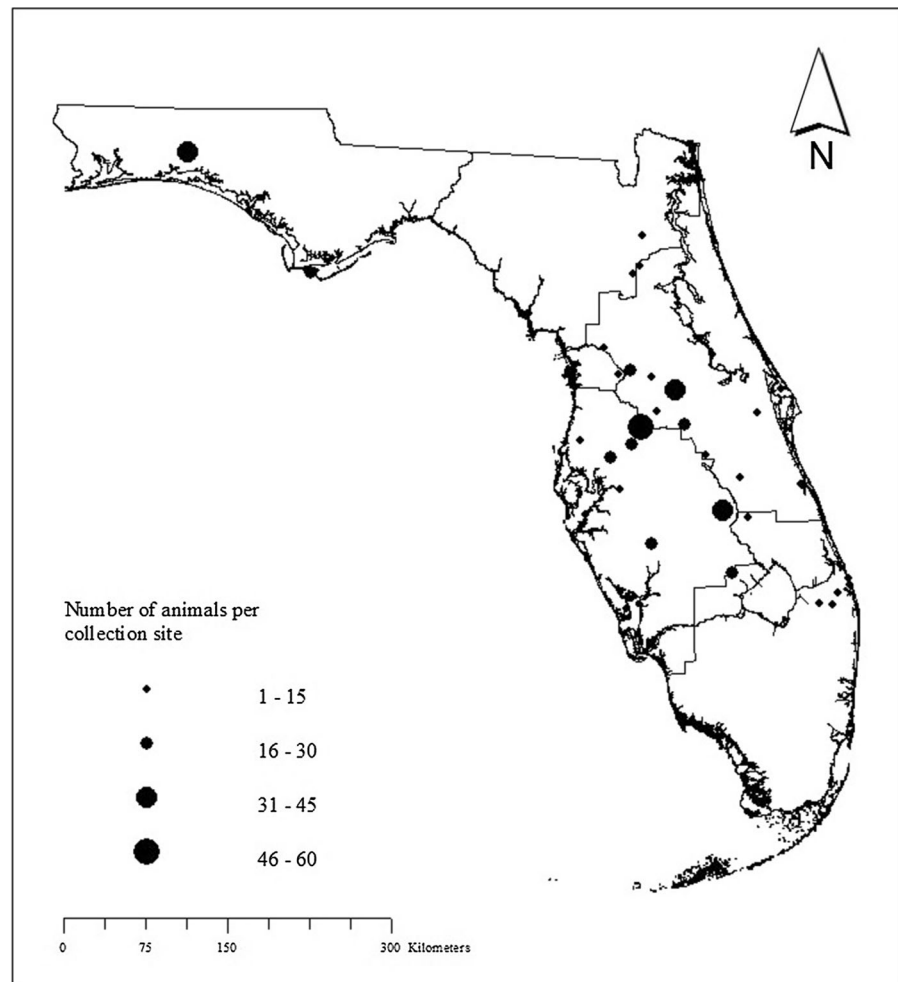 N
Number of animals per
collection site
1 - 15
16 - 30
31 - 45
46 - 60
0 75 150 300 Kilometers